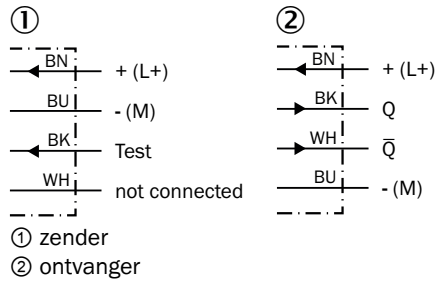 ①
BN + (L+)
BU - (M)
BK Test
WH not connected
②
BN + (L+)
BK Q
WH Q̅
BU - (M)
① zender
② ontvanger